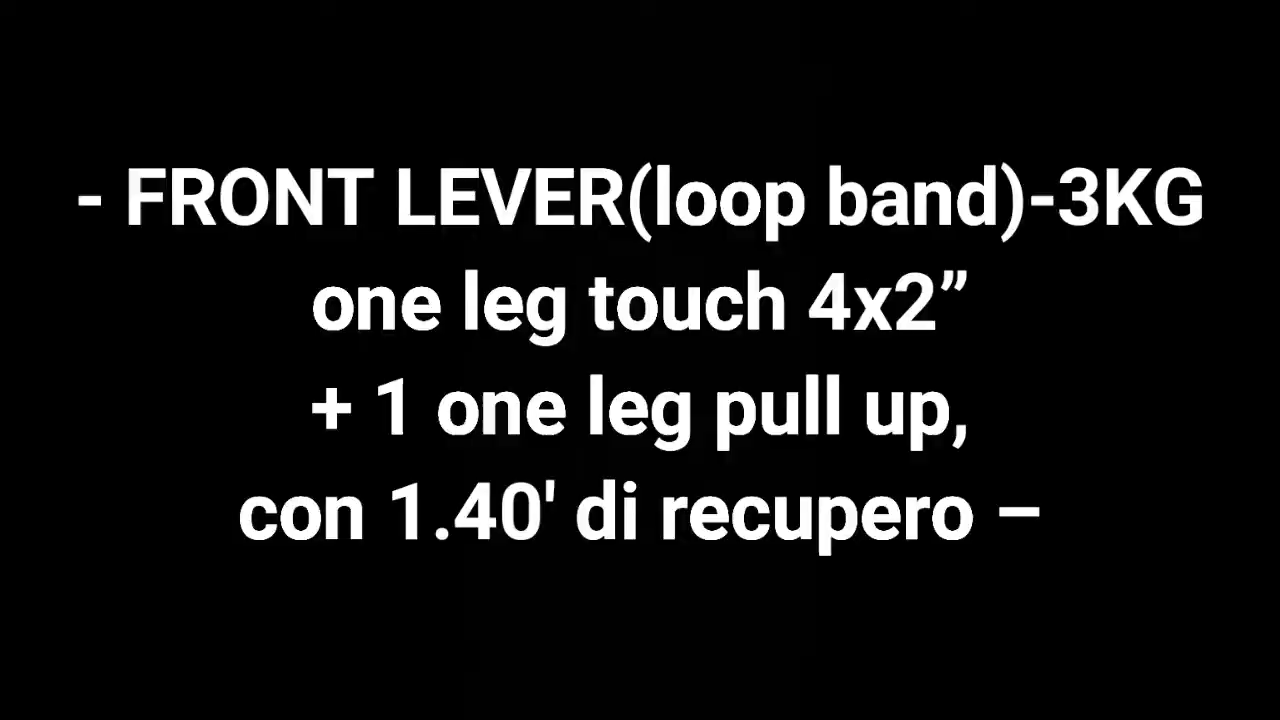 - FRONT LEVER(loop band)-3KG
one leg touch 4x2”
+ 1 one leg pull up,
con 1.40' di recupero –